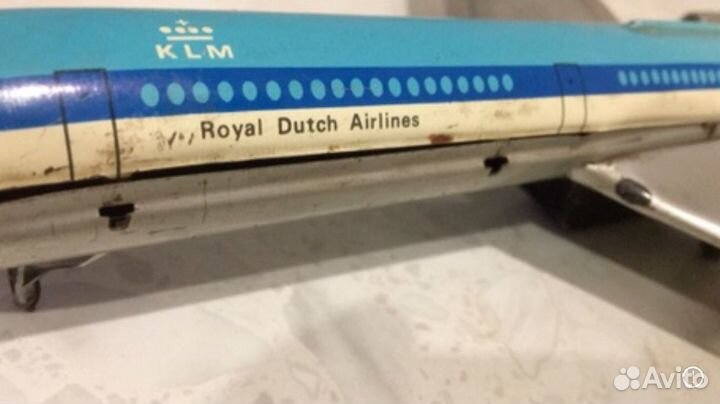 KLM
Royal Dutch Airlines
Avito